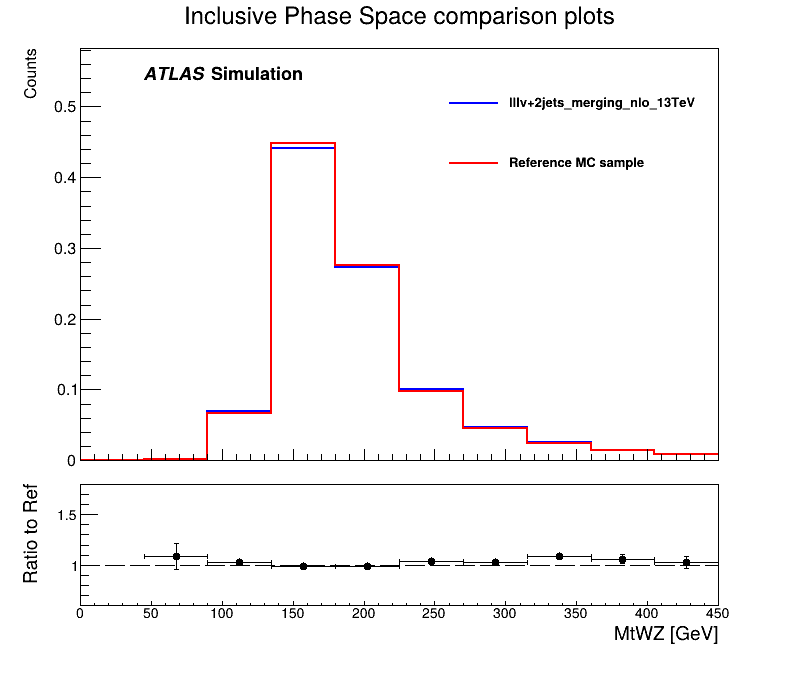 Inclusive Phase Space comparison plots
Counts
ATLAS Simulation
lllv+2jets_merging_nlo_13TeV
Reference MC sample
0.5
0.4
0.3
0.2
0.1
0
Ratio to Ref
1.5
1
0 50 100 150 200 250 300 350 400 450
MtWZ [GeV]